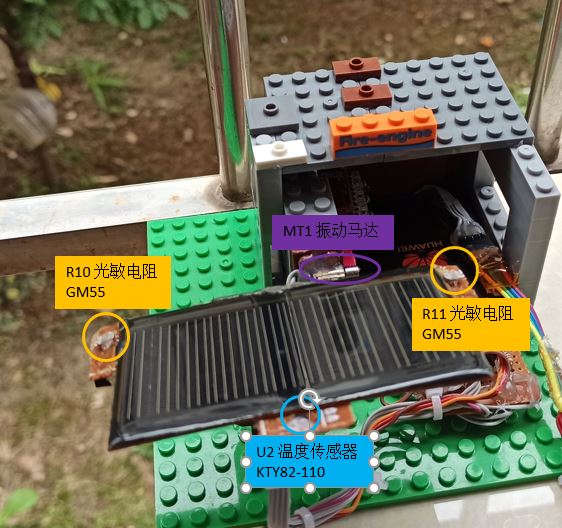 Fire-engine
MT1 振动马达
HUAWEI
R10 光敏电阻
GM55
R11 光敏电阻
GM55
U2 温度传感器
KTY82-110